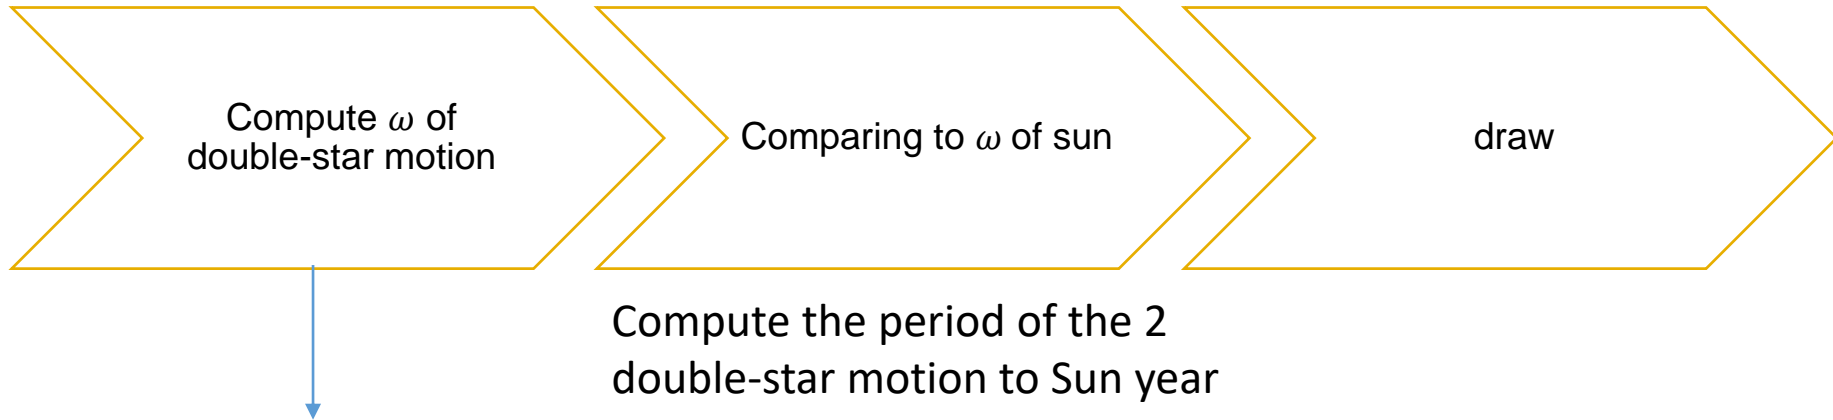 Compute 𝜔 of
double-star motion
Comparing to 𝜔 of sun
draw
Compute the period of the 2
double-star motion to Sun year